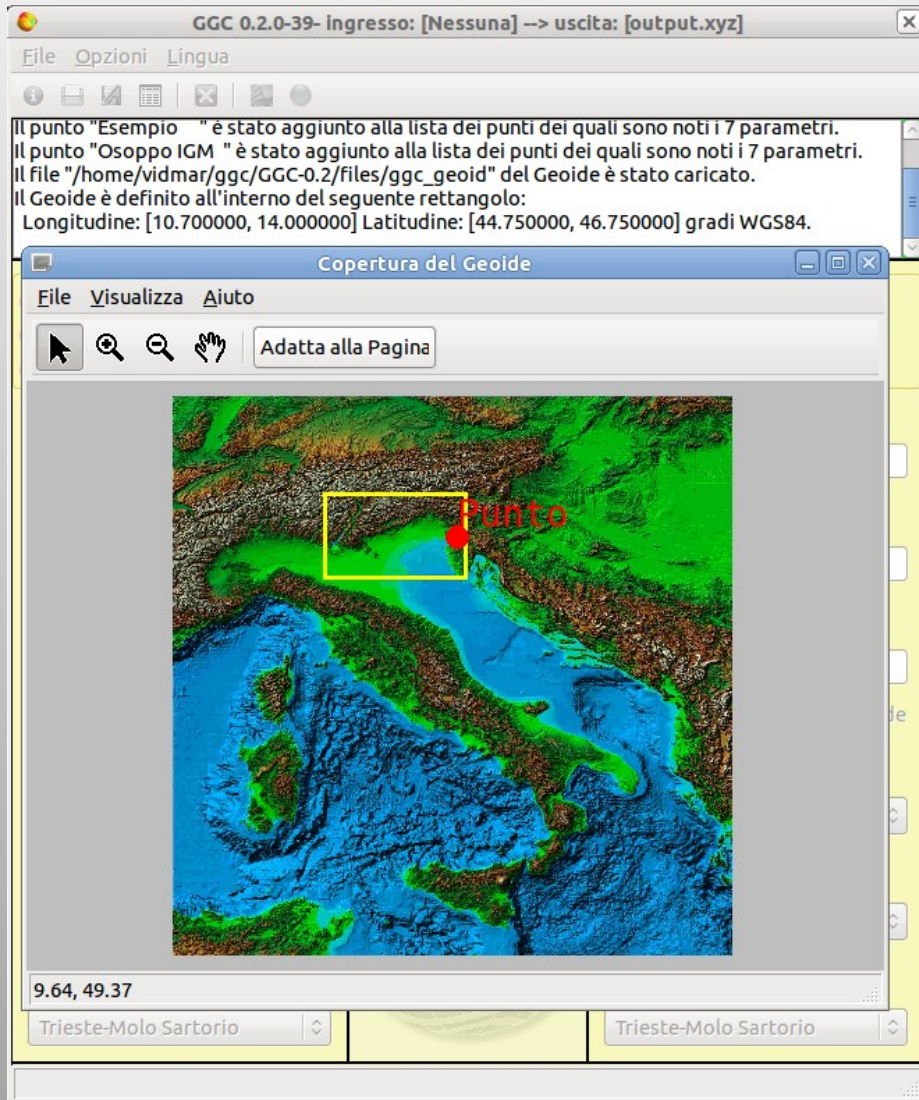 GGC 0.2.0-39- ingresso: [Nessuna] --> uscita: [output.xyz]
File Opzioni Lingua
Il punto "Esempio " è stato aggiunto alla lista dei punti dei quali sono noti i 7 parametri.
Il punto "Osoppo IGM " è stato aggiunto alla lista dei punti dei quali sono noti i 7 parametri.
Il file "/home/vidmar/ggc/GGC-0.2/files/ggc_geoid" del Geoide è stato caricato.
Il Geoide è definito all'interno del seguente rettangolo:
Longitudine: [10.700000, 14.000000] Latitudine: [44.750000, 46.750000] gradi WGS84.
Copertura del Geoide
File Visualizza Aiuto
Adatta alla Pagina
Punto
de
9.64, 49.37
Trieste-Molo Sartorio
Trieste-Molo Sartorio